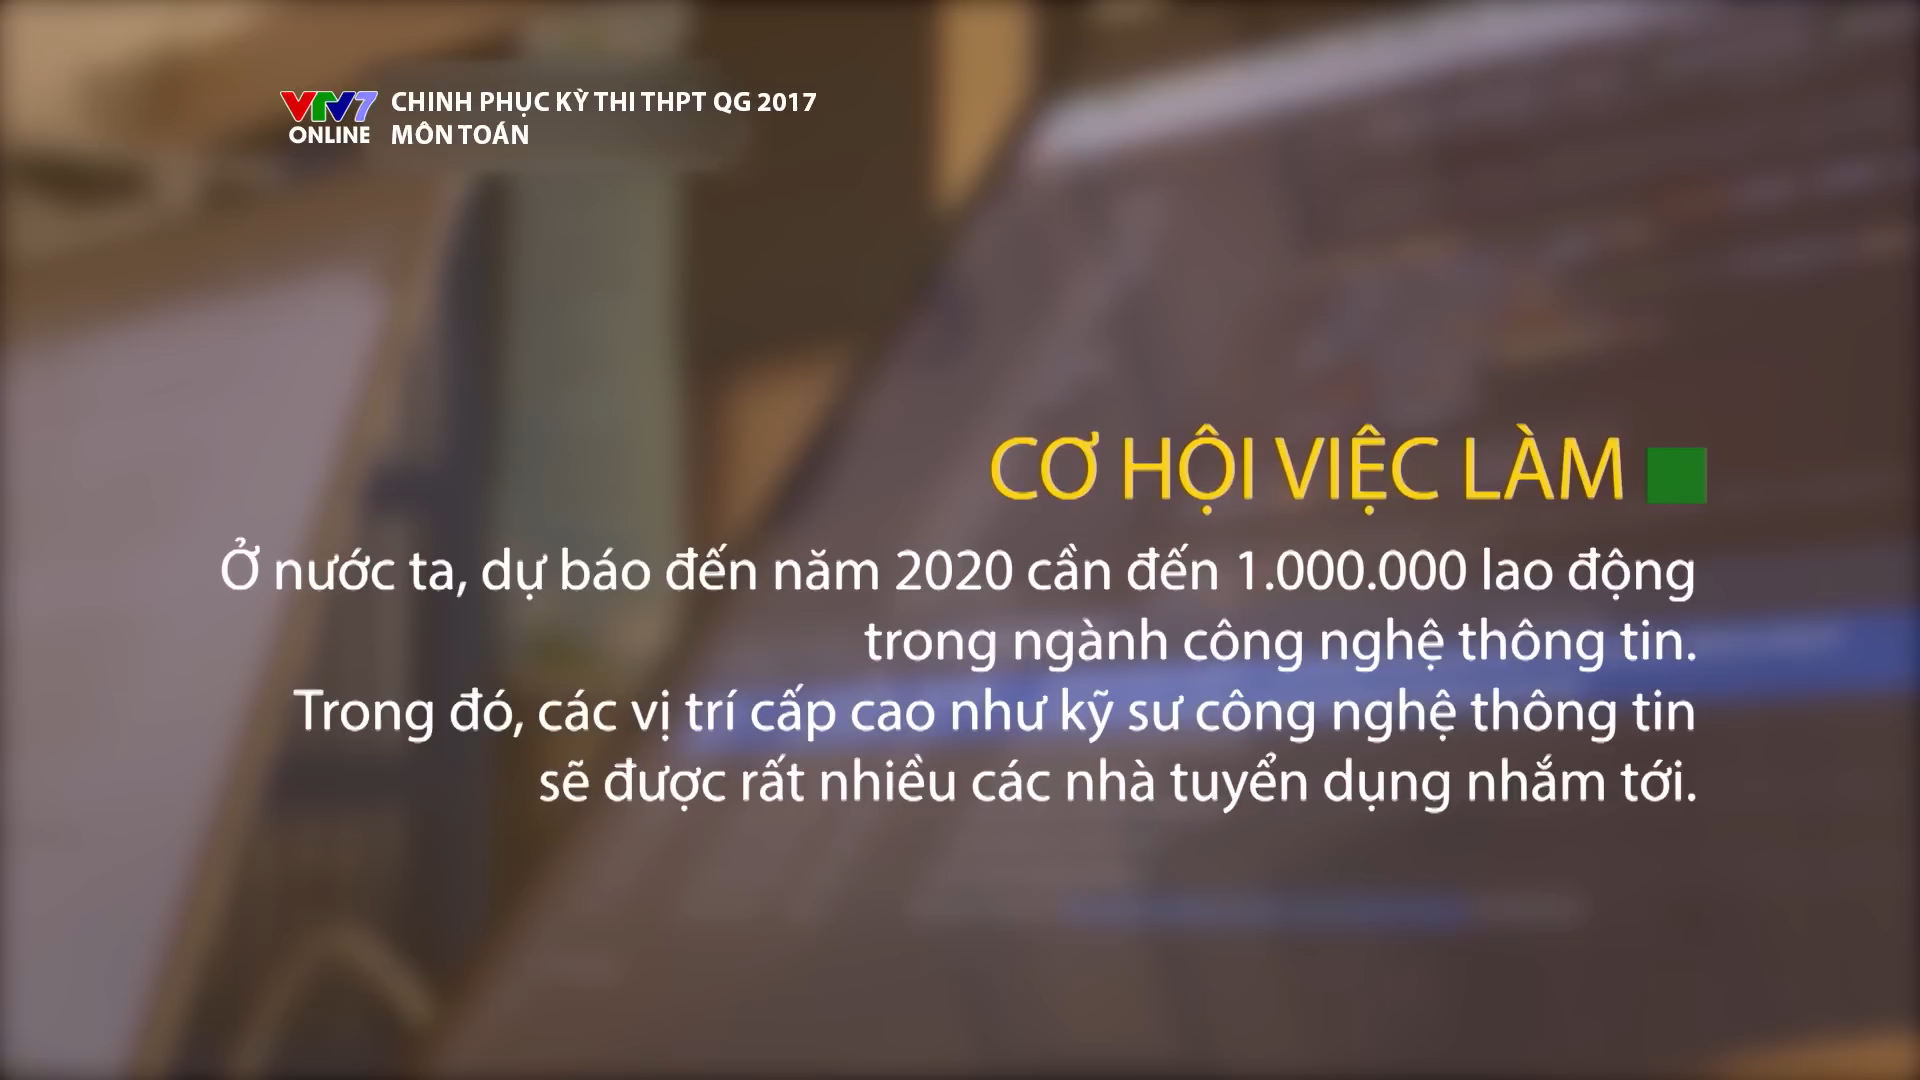 VTV7
ONLINE
CHINH PHỤC KỲ THI THPT QG 2017
MÔN TOÁN
CƠ HỘI VIỆC LÀM
Ở nước ta, dự báo đến năm 2020 cần đến 1.000.000 lao động
trong ngành công nghệ thông tin.
Trong đó, các vị trí cấp cao như kỹ sư công nghệ thông tin
sẽ được rất nhiều các nhà tuyển dụng nhắm tới.